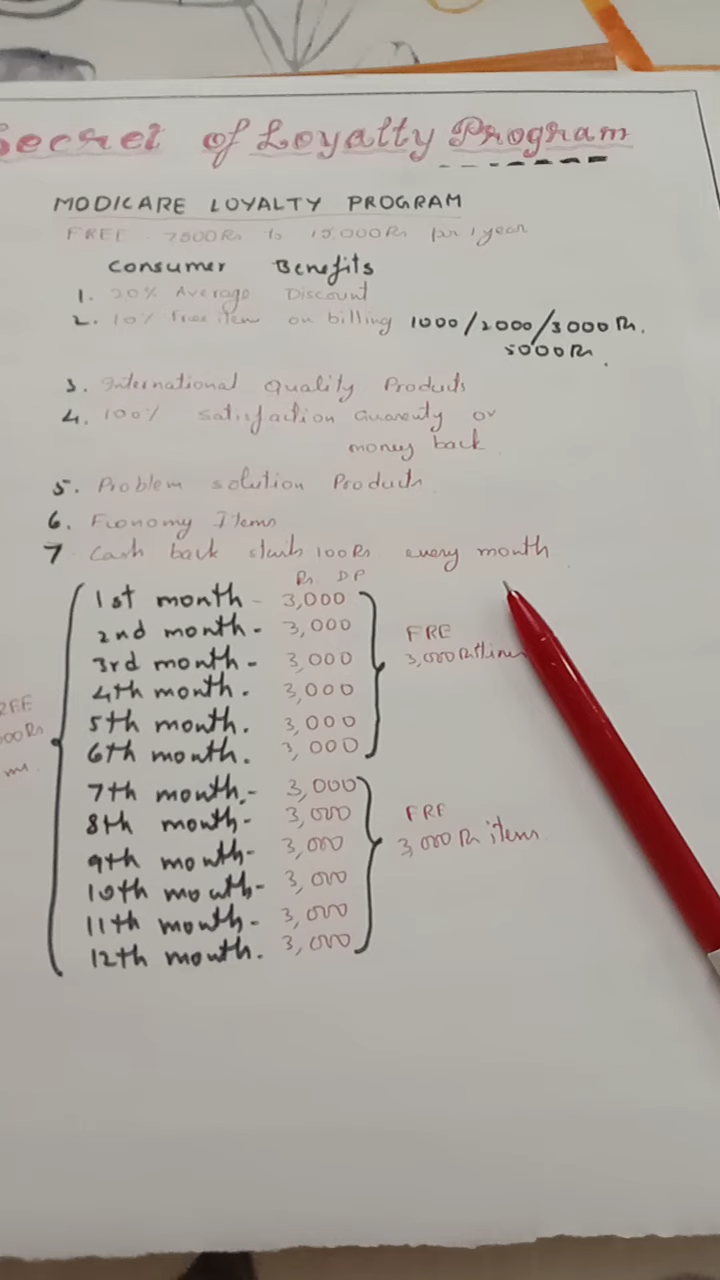 Secret of Loyalty Program
MODICARE LOYALTY PROGRAM
FREE - 7500Rs to 15,000Rs per 1 year
Consumer Benefits
1. 20% Average Discount
2. 10% Free item on billing 1000/2000/3000 Rs.
5000 Rs.
3. International Quality Products
4. 100% Satisfaction Guarenty or
money back
5. Problem solution Products
6. Economy Items
7. Cash back starts 100Rs every month
Rs. DP
1st month - 3,000
2nd month - 3,000
3rd month - 3,000
4th month. 3,000
5th month. 3,000
6th month. 3,000
FRE
3,000 Rs
7th month. - 3,000
8th month - 3,000
9th month - 3,000
10th month - 3,000
11th month - 3,000
12th month. 3,000
FRE
3,000 Rs items